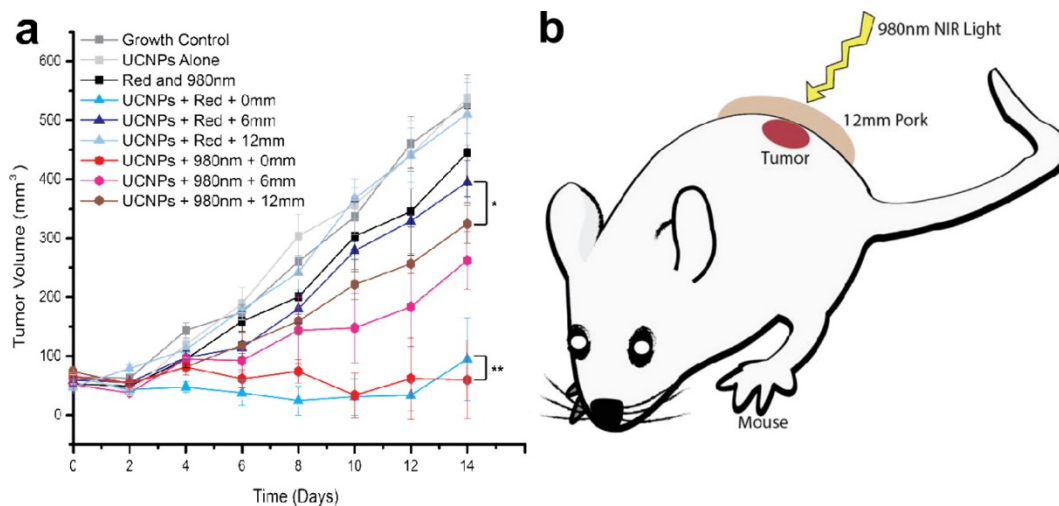 a
Growth Control
UCNPs Alone
Red and 980nm
UCNPs + Red + 0mm
UCNPs + Red + 6mm
UCNPs + Red + 12mm
UCNPs + 980nm + 0mm
UCNPs + 980nm + 6mm
UCNPs + 980nm + 12mm
Tumor Volume (mm³)
600
500
400
300
200
100
0
*
**
0 2 4 6 8 10 12 14
Time (Days)
b
980nm NIR Light
12mm Pork
Tumor
Mouse